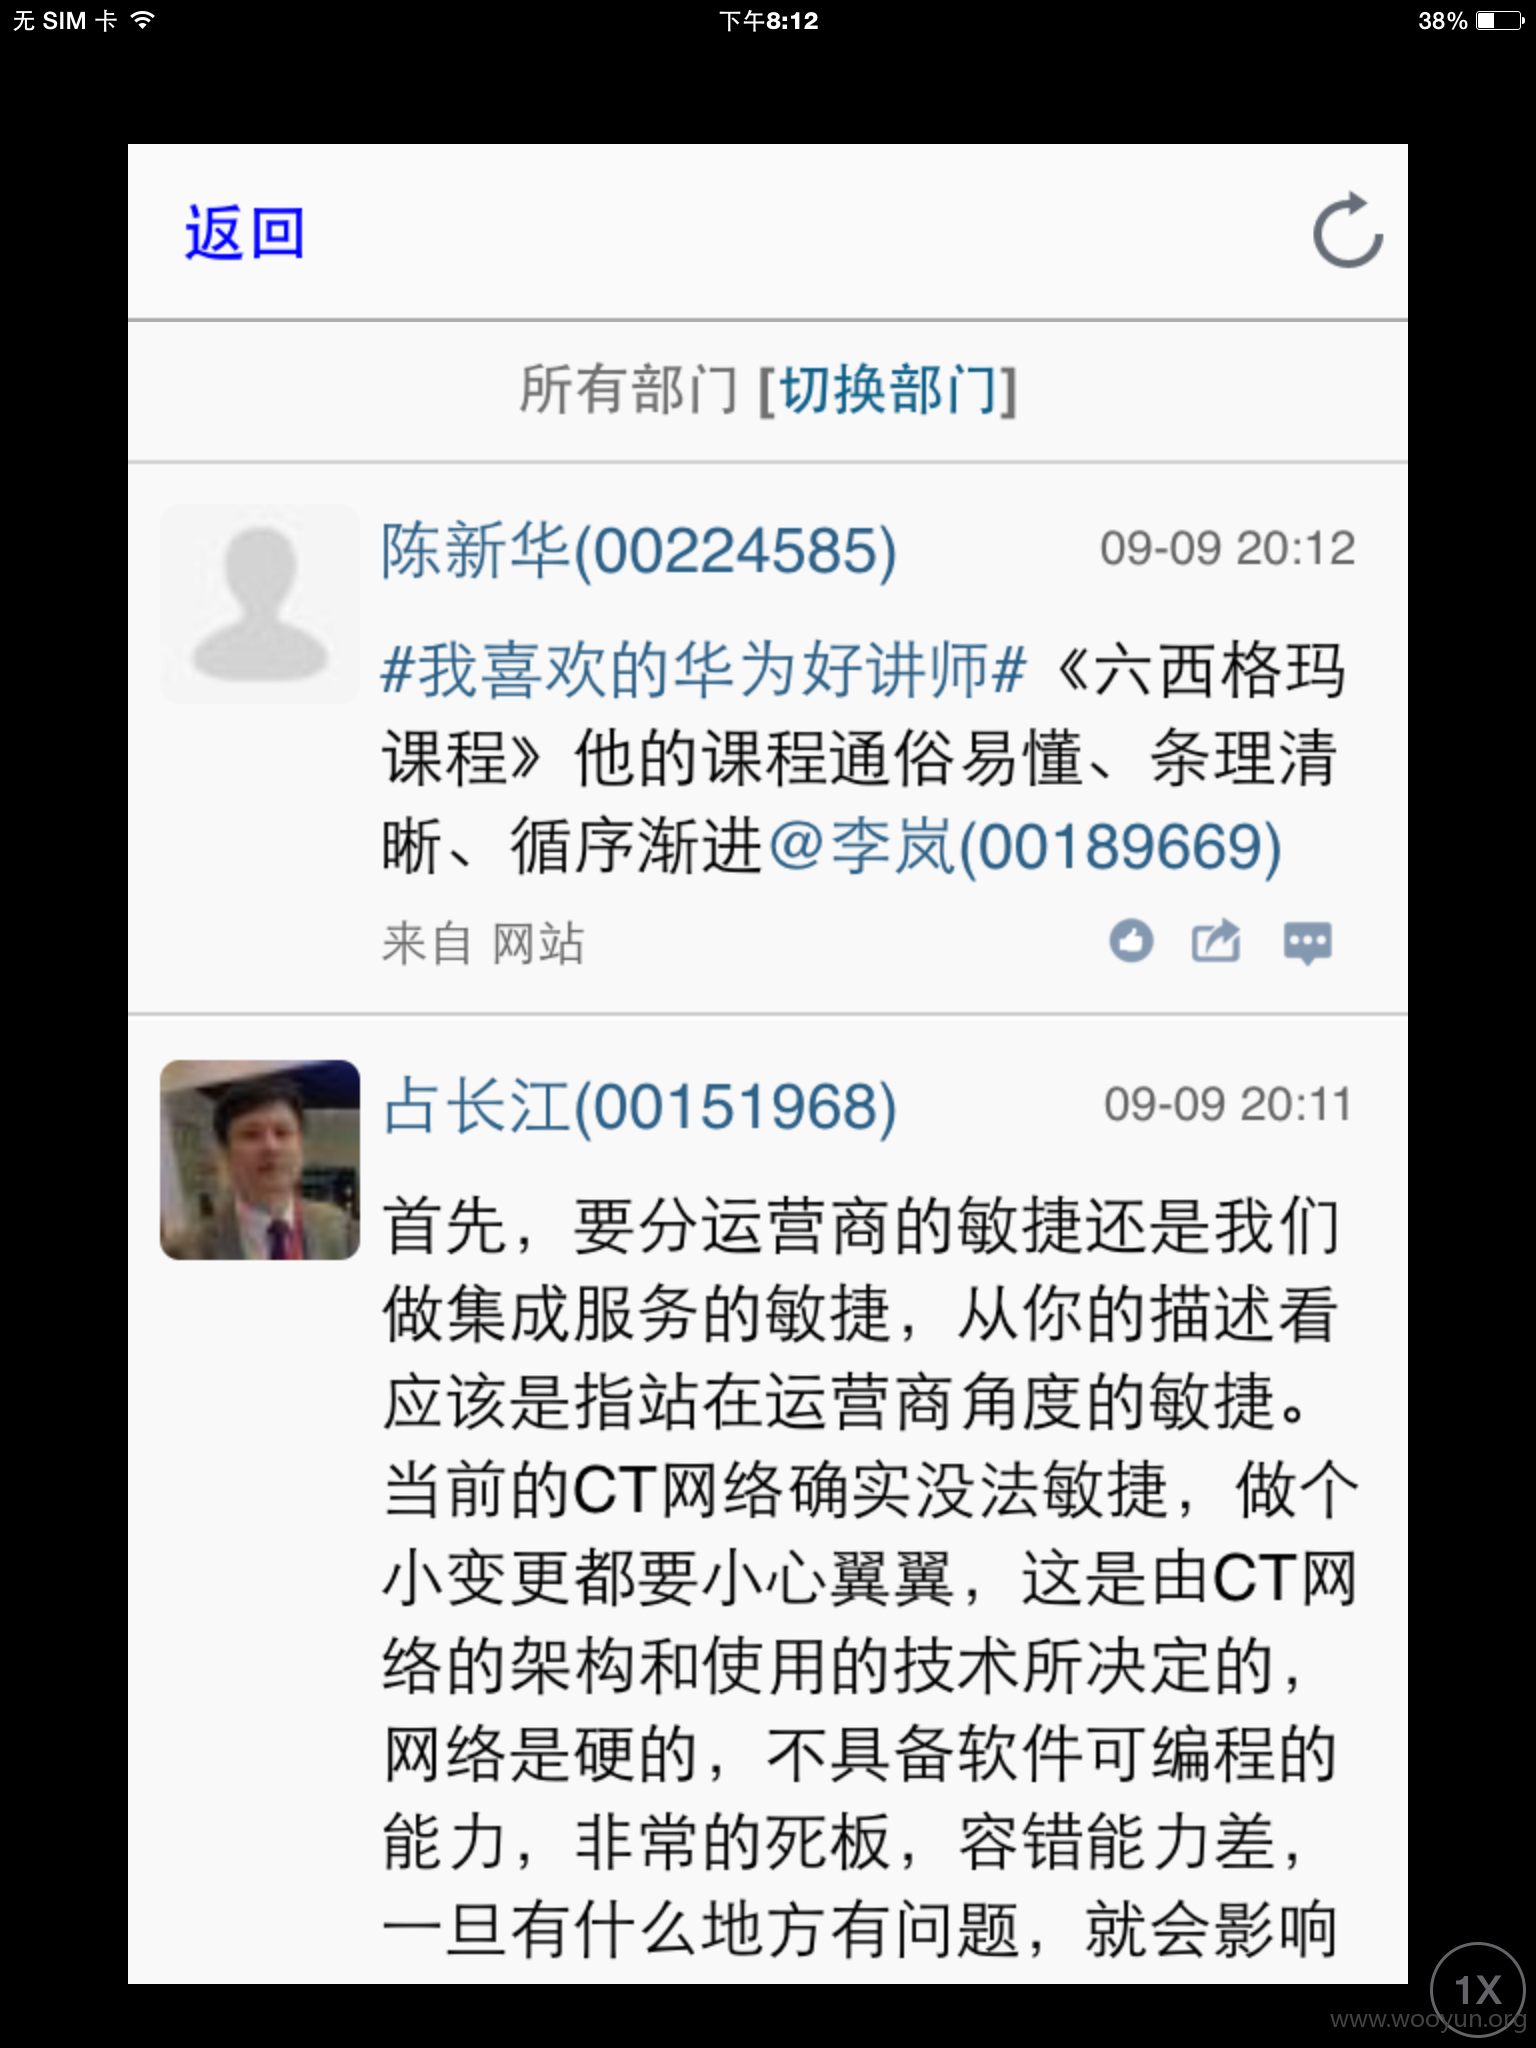 无 SIM 卡
下午8:12
38%
返回
所有部门 [切换部门]
陈新华(00224585)
09-09 20:12
#我喜欢的华为好讲师#《六西格玛
课程》他的课程通俗易懂、条理清
晰、循序渐进@李岚(00189669)
来自 网站
占长江(00151968)
09-09 20:11
首先，要分运营商的敏捷还是我们
做集成服务的敏捷，从你的描述看
应该是指站在运营商角度的敏捷。
当前的CT网络确实没法敏捷，做个
小变更都要小心翼翼，这是由CT网
络的架构和使用的技术所决定的，
网络是硬的，不具备软件可编程的
能力，非常的死板，容错能力差，
一旦有什么地方有问题，就会影响
1X
www.wooyun.org